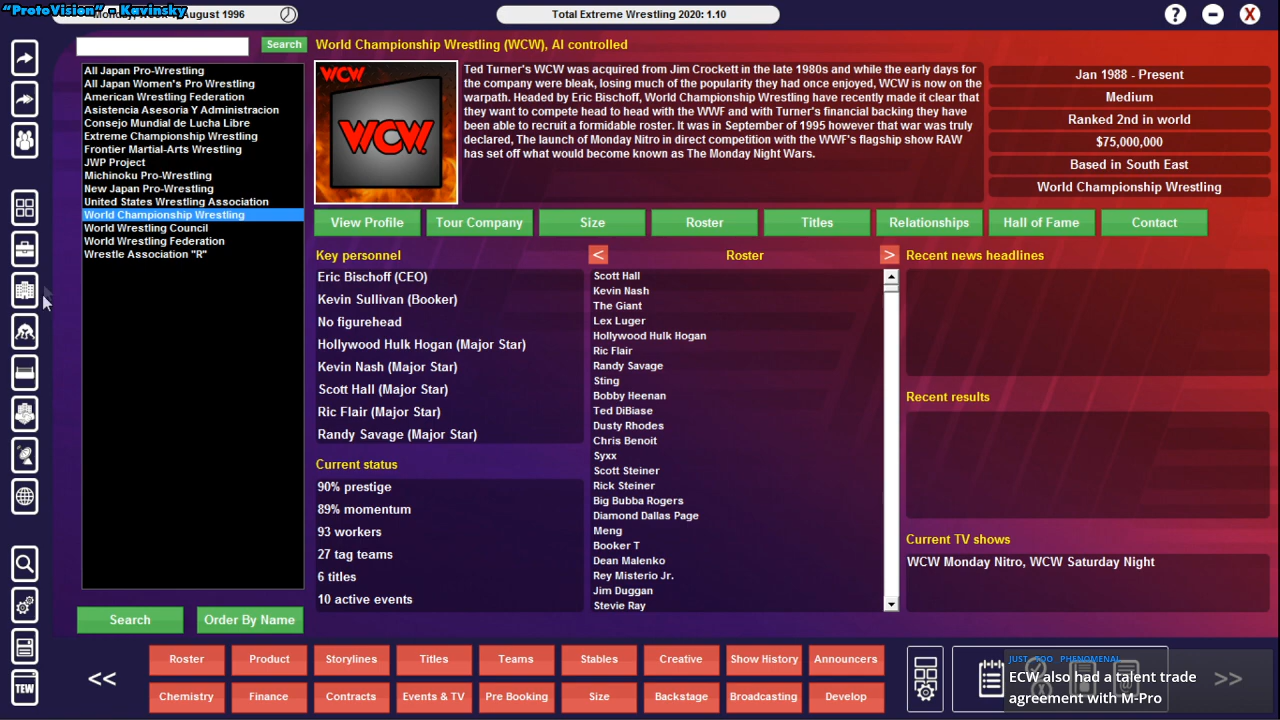 "ProtoVision" - Kavinsky
August 1996
Total Extreme Wrestling 2020: 1.10
?
X
Search
All Japan Pro-Wrestling
All Japan Women's Pro Wrestling
American Wrestling Federation
Asistencia Asesoria Y Administracion
Consejo Mundial de Lucha Libre
Extreme Championship Wrestling
Frontier Martial-Arts Wrestling
JWP Project
Michinoku Pro-Wrestling
New Japan Pro-Wrestling
United States Wrestling Association
World Championship Wrestling
World Wrestling Council
World Wrestling Federation
Wrestle Association "R"
Search
Order By Name
World Championship Wrestling (WCW), AI controlled
WCW
WCW
Ted Turner's WCW was acquired from Jim Crockett in the late 1980s and while the early days for
the company were bleak, losing much of the popularity they had once enjoyed, WCW is now on the
warpath. Headed by Eric Bischoff, World Championship Wrestling have recently made it clear that
they want to compete head to head with the WWF and with Turner's financial backing they have
been able to recruit a formidable roster. It was in September of 1995 however that war was truly
declared, The launch of Monday Nitro in direct competition with the WWF's flagship show RAW
has set off what would become known as The Monday Night Wars.
Jan 1988 - Present
Medium
Ranked 2nd in world
$75,000,000
Based in South East
World Championship Wrestling
View Profile
Tour Company
Size
Roster
Titles
Relationships
Hall of Fame
Contact
Key personnel
Eric Bischoff (CEO)
Kevin Sullivan (Booker)
No figurehead
Hollywood Hulk Hogan (Major Star)
Kevin Nash (Major Star)
Scott Hall (Major Star)
Ric Flair (Major Star)
Randy Savage (Major Star)
Current status
90% prestige
89% momentum
93 workers
27 tag teams
6 titles
10 active events
<
Roster
>
Scott Hall
Kevin Nash
The Giant
Lex Luger
Hollywood Hulk Hogan
Ric Flair
Randy Savage
Sting
Bobby Heenan
Ted DiBiase
Dusty Rhodes
Chris Benoit
Syxx
Scott Steiner
Rick Steiner
Big Bubba Rogers
Diamond Dallas Page
Meng
Booker T
Dean Malenko
Rey Misterio Jr.
Jim Duggan
Stevie Ray
Recent news headlines
Recent results
Current TV shows
WCW Monday Nitro, WCW Saturday Night
TEW
<<
Roster
Product
Storylines
Titles
Teams
Stables
Creative
Show History
Announcers
Chemistry
Finance
Contracts
Events & TV
Pre Booking
Size
Backstage
Broadcasting
Develop
>>
JUST_TOO_PHENOMENAL
ECW also had a talent trade
agreement with M-Pro